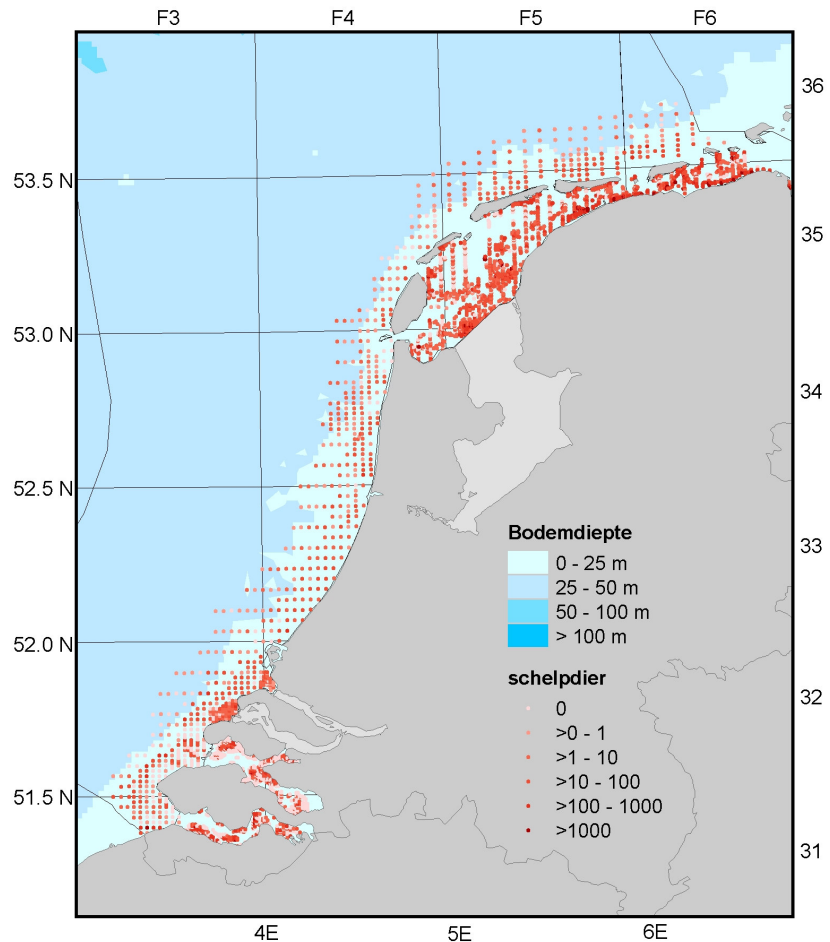 F3 F4 F5 F6
36
53.5 N
35
53.0 N
34
52.5 N
Bodemdiepte
33
0 - 25 m
25 - 50 m
50 - 100 m
> 100 m
52.0 N
schelpdier
32
0
>0 - 1
>1 - 10
>10 - 100
51.5 N
>100 - 1000
>1000
31
4E 5E 6E